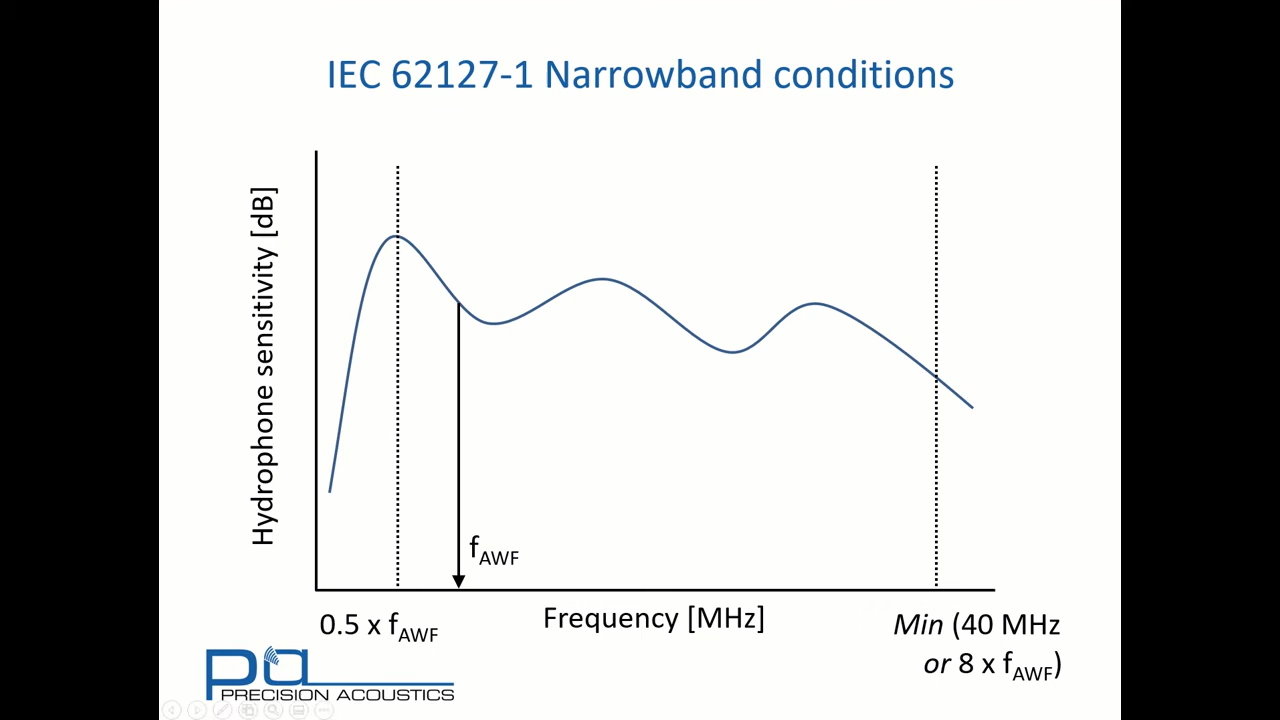 IEC 62127-1 Narrowband conditions
Hydrophone sensitivity [dB]
fAWF
0.5 x fAWF
Frequency [MHz]
Min (40 MHz
or 8 x fAWF)
pa
PRECISION ACOUSTICS